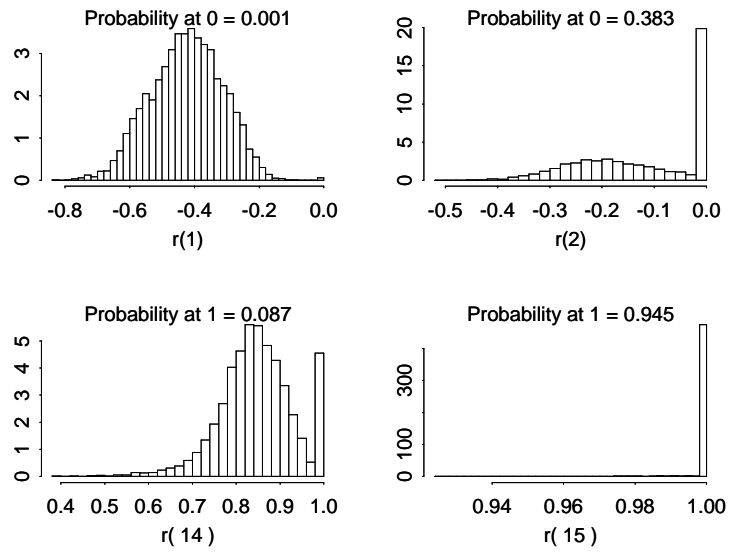 Probability at 0 = 0.001
3
2
1
0
-0.8 -0.6 -0.4 -0.2 0.0
r(1)
Probability at 0 = 0.383
20
15
10
5
0
-0.5 -0.4 -0.3 -0.2 -0.1 0.0
r(2)
Probability at 1 = 0.087
5
4
3
2
1
0
0.4 0.5 0.6 0.7 0.8 0.9 1.0
r( 14 )
Probability at 1 = 0.945
300
100
0
0.94 0.96 0.98 1.00
r( 15 )